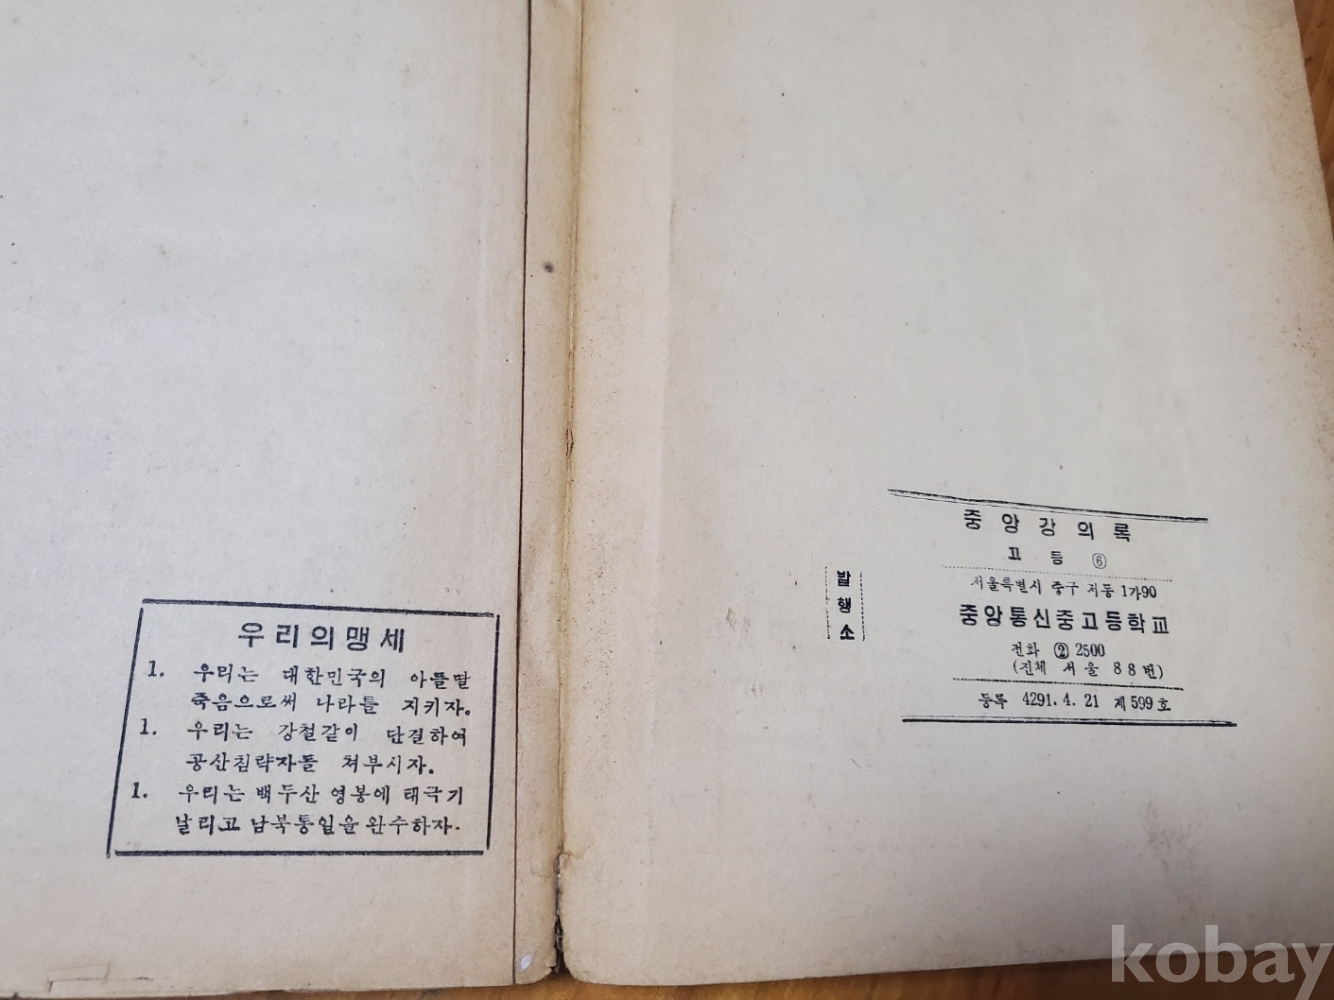 우리의맹세
1. 우리는 대한민국의 아들딸
죽음으로써 나라를 지키자.
1. 우리는 강철같이 단결하여
공산침략자를 쳐부시자.
1. 우리는 백두산 영봉에 태극기
날리고 남북통일을 완수하자.
중앙강의록
고등 ⑥
발행소
서울특별시 중구 저동 1가90
중앙통신중고등학교
전화 ② 2500
(진체 서울 88번)
등록 4291. 4. 21 제599호
kobay